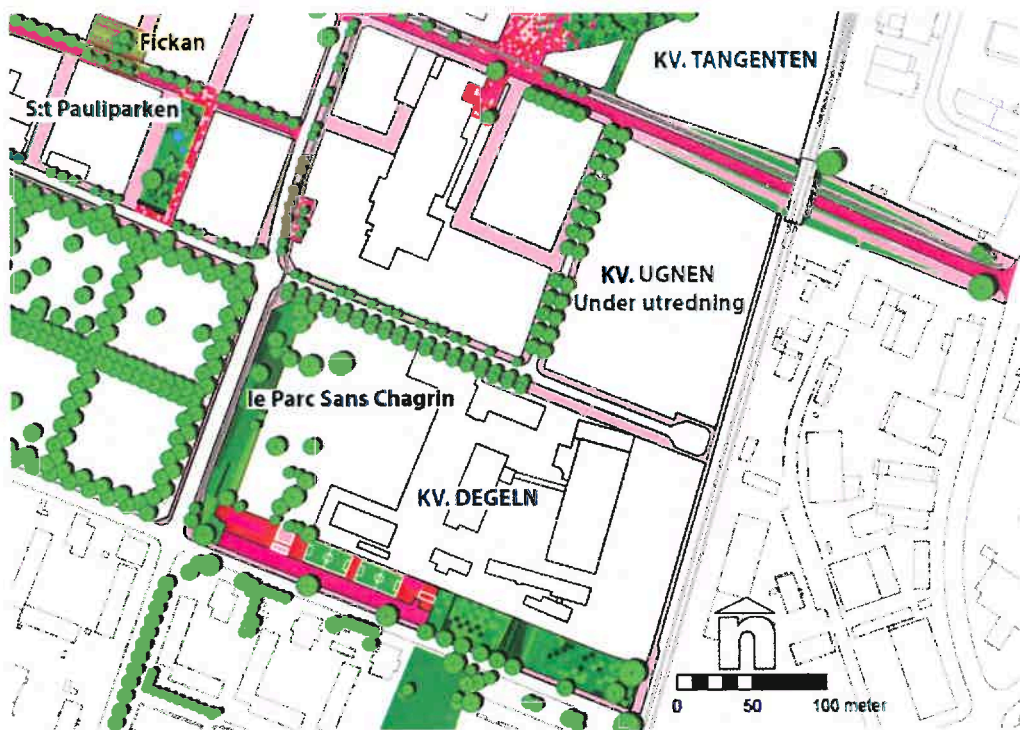 Fickan
KV. TANGENTEN
S:t Pauliparken
KV. UGNEN
Under utredning
le Parc Sans Chagrin
KV. DEGELN
n
0 50 100 meter